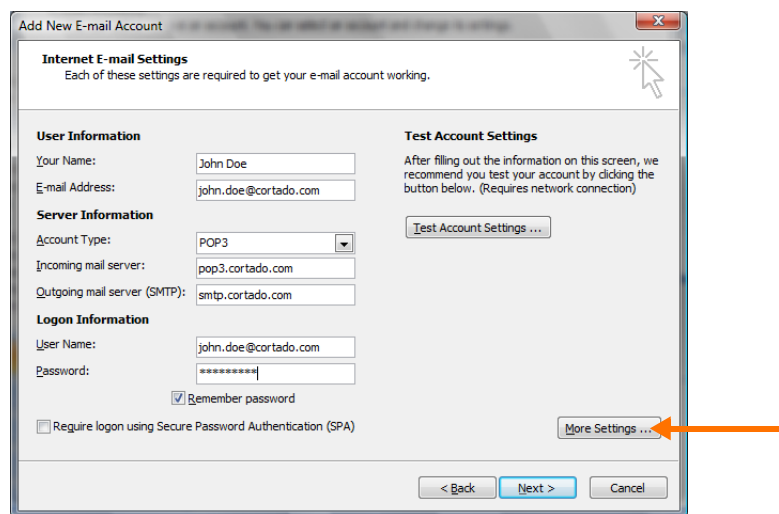 Add New E-mail Account
Internet E-mail Settings
Each of these settings are required to get your e-mail account working.
User Information
Your Name:
John Doe
E-mail Address:
john.doe@cortado.com
Server Information
Account Type:
POP3
Incoming mail server:
pop3.cortado.com
Outgoing mail server (SMTP):
smtp.cortado.com
Logon Information
User Name:
john.doe@cortado.com
Password:
*********
Remember password
Require logon using Secure Password Authentication (SPA)
Test Account Settings
After filling out the information on this screen, we
recommend you test your account by clicking the
button below. (Requires network connection)
Test Account Settings ...
More Settings ...
< Back
Next >
Cancel